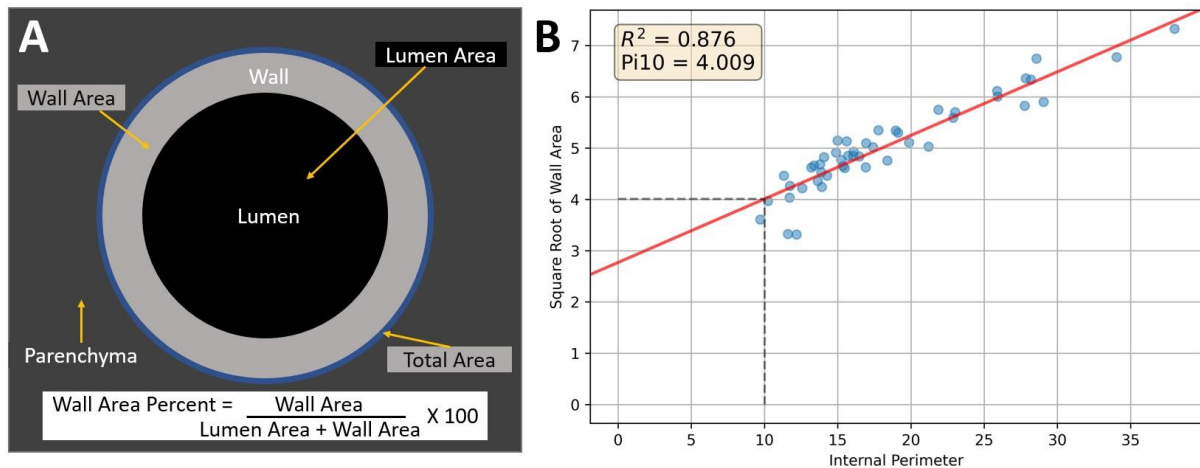 A
Lumen Area
Wall
Wall Area
Lumen
Parenchyma
Total Area
Wall Area Percent = Wall Area
Lumen Area + Wall Area X 100
B
R² = 0.876
Pi10 = 4.009
Square Root of Wall Area
7
6
5
4
3
2
1
0
0 5 10 15 20 25 30 35
Internal Perimeter